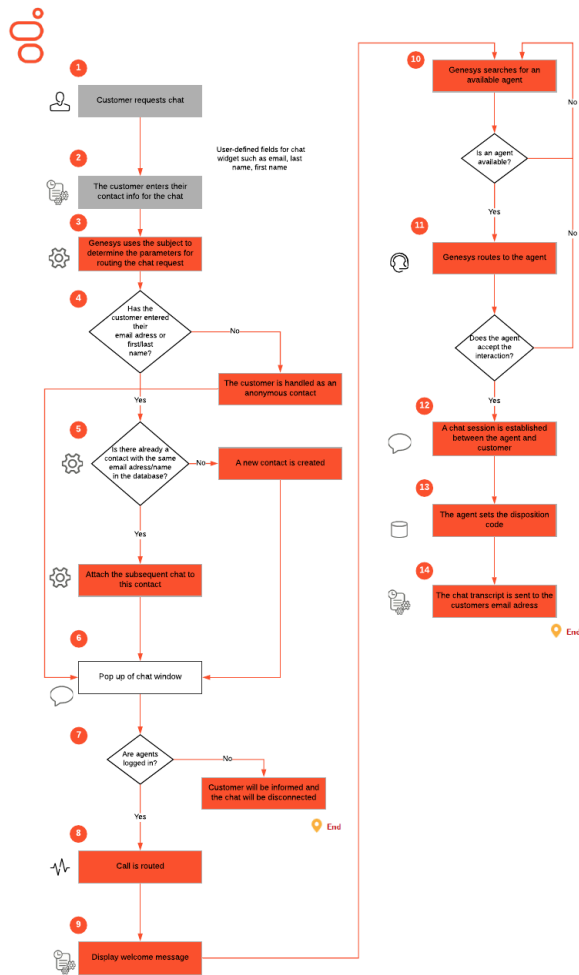 1
Customer requests chat
User-defined fields for chat
widget such as email, last
name, first name
2
The customer enters their
contact info for the chat
3
Genesys uses the subject to
determine the parameters for
routing the chat request
4
Has the
customer entered
their
email adress or
first/last
name?
No
The customer is handled as an
anonymous contact
Yes
5
Is there already a
contact with the same
email adress/name
in the database?
No
A new contact is created
Yes
Attach the subsequent chat to
this contact
6
Pop up of chat window
7
Are agents
logged in?
No
Customer will be informed and
the chat will be disconnected
End
Yes
8
Call is routed
9
Display welcome message
10
Genesys searches for an
available agent
No
Is an agent
available?
Yes
No
11
Genesys routes to the agent
Does the agent
accept the
interaction?
Yes
12
A chat session is established
between the agent and
customer
13
The agent sets the disposition
code
14
The chat transcript is sent to the
customers email adress
End